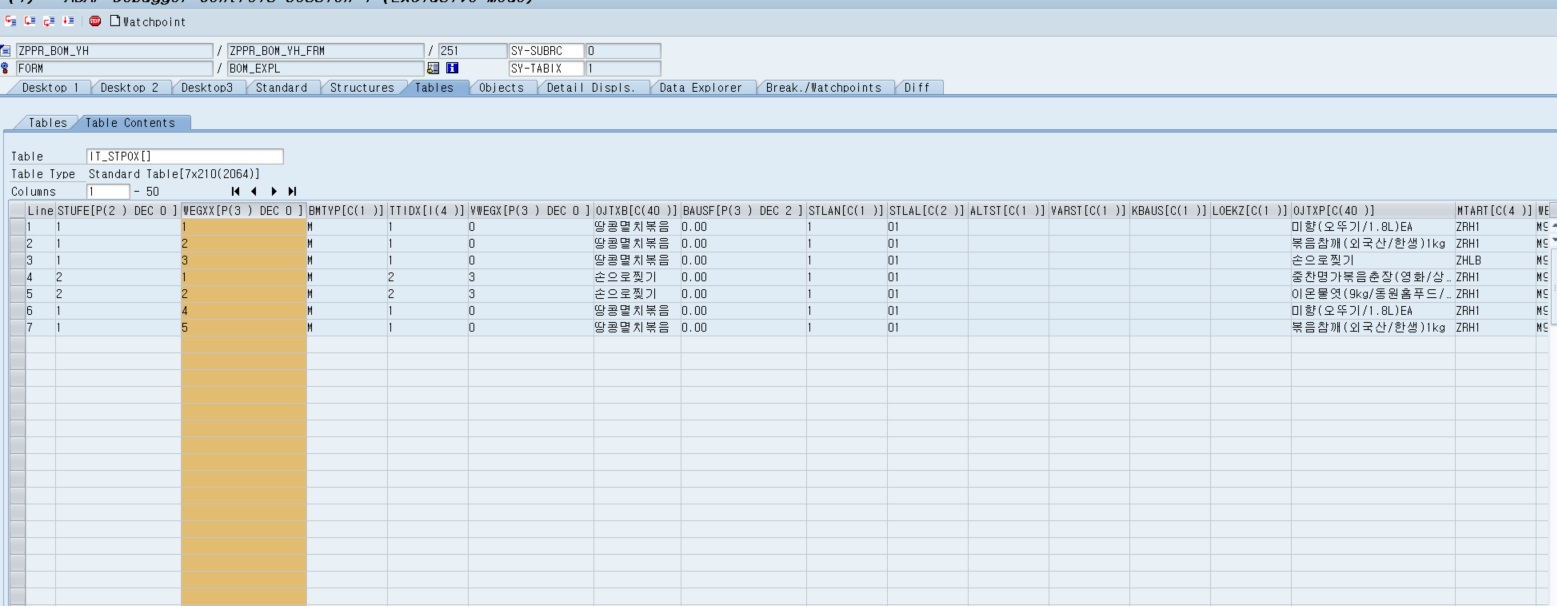 Watchpoint
ZPPR_BOM_YH / ZPPR_BOM_YH_FRM / 251 SY-SUBRC 0
FORM / BOM_EXPL SY-TABIX 1
Desktop 1 Desktop 2 Desktop3 Standard Structures Tables Objects Detail Displs. Data Explorer Break./Watchpoints Diff
Tables Table Contents
Table IT_STPOX[]
Table Type Standard Table[7x210(2064)]
Columns 1 - 50
Line STUFE[P(2 ) DEC 0 ] WEGXX[P(3 ) DEC 0 ] BMTYP[C(1 )] TTIDX[I(4 )] VWEGX[P(3 ) DEC 0 ] OJTXB[C(40 )] BAUSF[P(3 ) DEC 2 ] STLAN[C(1 )] STLAL[C(2 )] ALTST[C(1 )] VARST[C(1 )] KBAUS[C(1 )] LOEKZ[C(1 )] OJTXP[C(40 )] MTART[C(4 )] WE
1 1 1 M 1 0 땅콩멸치볶음 0.00 1 01 미향(오뚜기/1.8L)EA ZRH1 M9
2 1 2 M 1 0 땅콩멸치볶음 0.00 1 01 볶음참깨(외국산/한생)1kg ZRH1 M9
3 1 3 M 1 0 땅콩멸치볶음 0.00 1 01 손으로찢기 ZHLB M9
4 2 1 M 2 3 손으로찢기 0.00 1 01 중찬명가볶음춘장(영화/상.. ZRH1 M9
5 2 2 M 2 3 손으로찢기 0.00 1 01 이온물엿(9kg/동원홈푸드/.. ZRH1 M9
6 1 4 M 1 0 땅콩멸치볶음 0.00 1 01 미향(오뚜기/1.8L)EA ZRH1 M9
7 1 5 M 1 0 땅콩멸치볶음 0.00 1 01 볶음참깨(외국산/한생)1kg ZRH1 M9